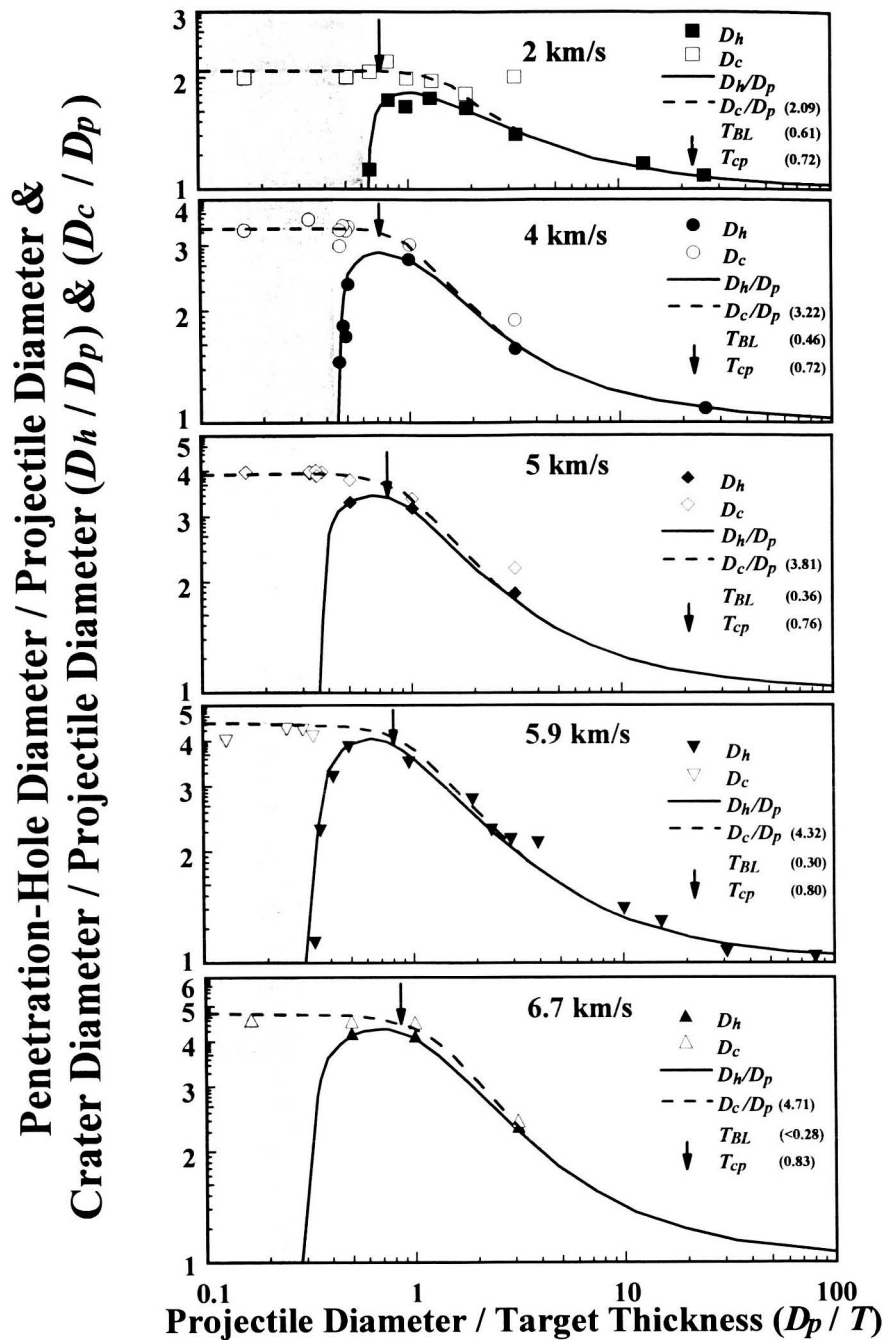 Penetration-Hole Diameter / Projectile Diameter &
Crater Diameter / Projectile Diameter (Dh / Dp) & (Dc / Dp)
3
2
1
2 km/s
Dh
Dc
Dh/Dp
Dc/Dp (2.09)
TBL (0.61)
Tcp (0.72)
4
3
2
1
4 km/s
Dh
Dc
Dh/Dp
Dc/Dp (3.22)
TBL (0.46)
Tcp (0.72)
5
4
3
2
1
5 km/s
Dh
Dc
Dh/Dp
Dc/Dp (3.81)
TBL (0.36)
Tcp (0.76)
5
4
3
2
1
5.9 km/s
Dh
Dc
Dh/Dp
Dc/Dp (4.32)
TBL (0.30)
Tcp (0.80)
6
5
4
3
2
1
6.7 km/s
Dh
Dc
Dh/Dp
Dc/Dp (4.71)
TBL (<0.28)
Tcp (0.83)
0.1 1 10 100
Projectile Diameter / Target Thickness (Dp / T)